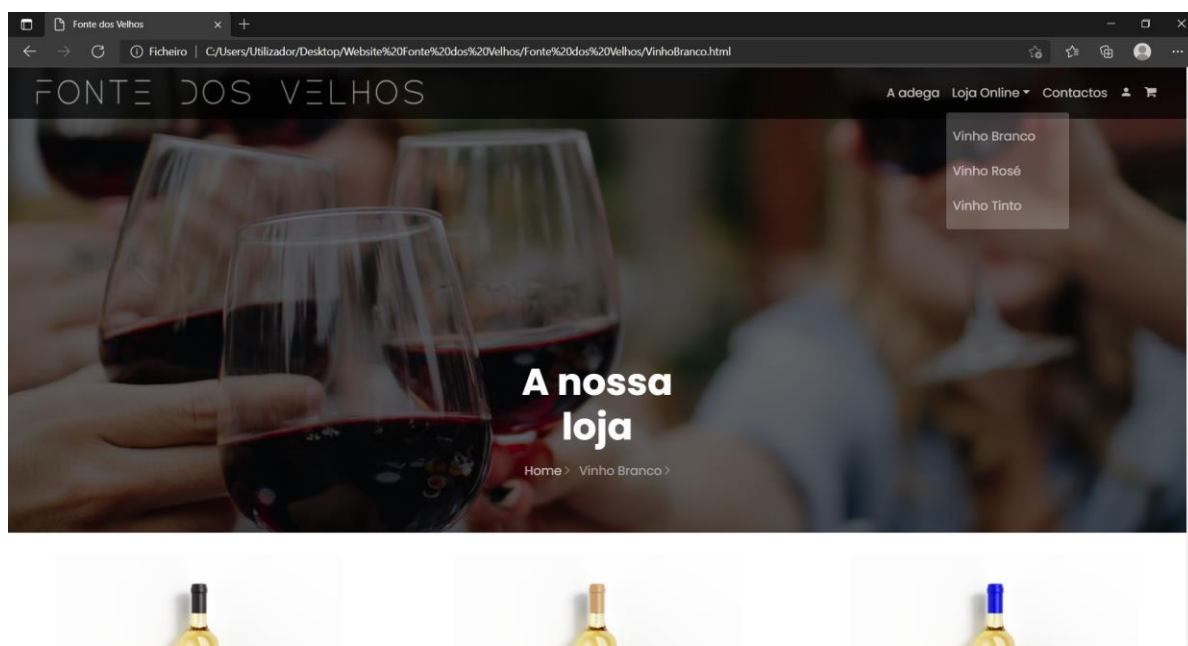 Fonte dos Velhos
Ficheiro | C:/Users/Utilizador/Desktop/Website%20Fonte%20dos%20Velhos/Fonte%20dos%20Velhos/VinhoBranco.html
FONTE DOS VELHOS
A adega Loja Online Contactos
Vinho Branco
Vinho Rosé
Vinho Tinto
A nossa
loja
Home > Vinho Branco >